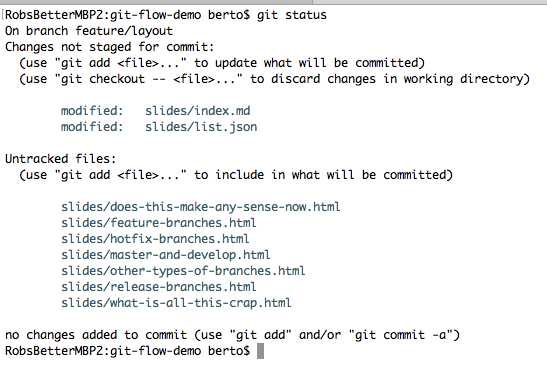 RobsBetterMBP2:git-flow-demo berto$ git status
On branch feature/layout
Changes not staged for commit:
  (use "git add <file>..." to update what will be committed)
  (use "git checkout -- <file>..." to discard changes in working directory)

        modified:   slides/index.md
        modified:   slides/list.json

Untracked files:
  (use "git add <file>..." to include in what will be committed)

        slides/does-this-make-any-sense-now.html
        slides/feature-branches.html
        slides/hotfix-branches.html
        slides/master-and-develop.html
        slides/other-types-of-branches.html
        slides/release-branches.html
        slides/what-is-all-this-crap.html

no changes added to commit (use "git add" and/or "git commit -a")
RobsBetterMBP2:git-flow-demo berto$